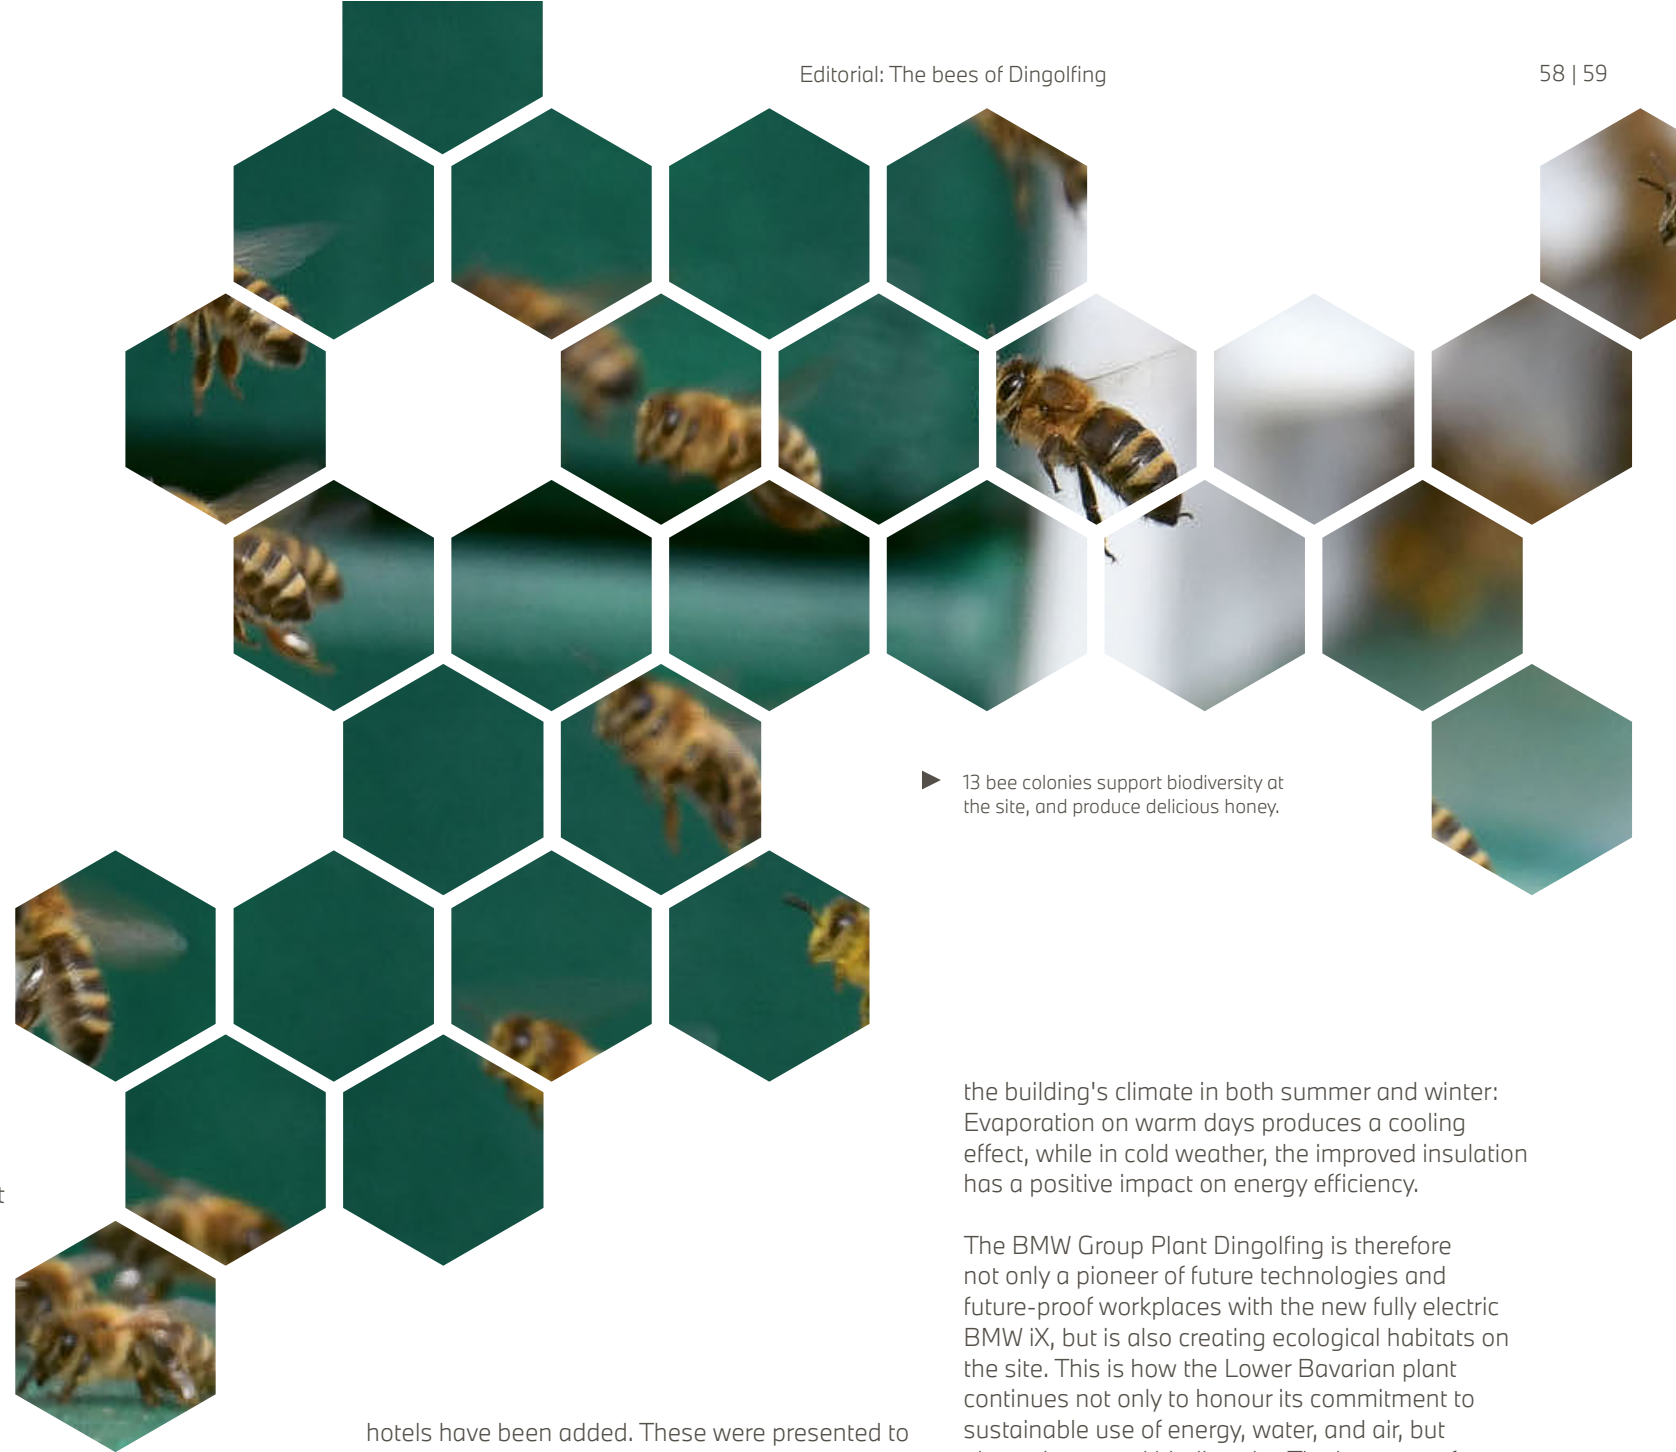 Editorial: The bees of Dingolfing
58 | 59
13 bee colonies support biodiversity at
the site, and produce delicious honey.
the building's climate in both summer and winter:
Evaporation on warm days produces a cooling
effect, while in cold weather, the improved insulation
has a positive impact on energy efficiency.
The BMW Group Plant Dingolfing is therefore
not only a pioneer of future technologies and
future-proof workplaces with the new fully electric
BMW iX, but is also creating ecological habitats on
the site. This is how the Lower Bavarian plant
continues not only to honour its commitment to
sustainable use of energy, water, and air, but
hotels have been added. These were presented to